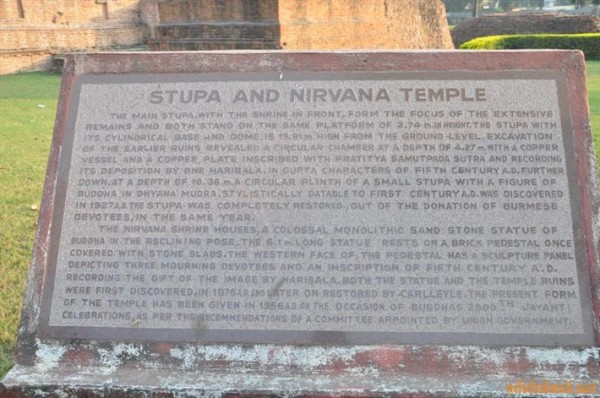 STUPA AND NIRVANA TEMPLE
THE MAIN STUPA, WITH THE SHRINE IN FRONT, FORM THE FOCUS OF THE EXTENSIVE
REMAINS AND BOTH STAND ON THE SAME PLATFORM OF 2.74 m. IN HEIGHT. THE STUPA WITH
ITS CYLINDRICAL BASE AND DOME, IS 19.81 m. HIGH FROM THE GROUND LEVEL. EXCAVATION
OF THE EARLIER RUINS REVEALED A CIRCULAR CHAMBER AT A DEPTH OF 4.27 m. WITH A COPPER
VESSEL AND A COPPER PLATE INSCRIBED WITH PRATITYA SAMUTPADA SUTRA AND RECORDING
ITS DEPOSITION BY ONE HARIBALA, IN GUPTA CHARACTERS OF FIFTH CENTURY A.D. FURTHER
DOWN, AT A DEPTH OF 10.36 m. A CIRCULAR PLINTH OF A SMALL STUPA WITH A FIGURE OF
BUDDHA IN DHYANA MUDRA, STYLISTICALLY DATABLE TO FIRST CENTURY A.D. WAS DISCOVERED
IN 1927 A.D. THE STUPA WAS COMPLETELY RESTORED, OUT OF THE DONATION OF BURMESE
DEVOTEES, IN THE SAME YEAR.
THE NIRVANA SHRINE HOUSES, A COLOSSAL MONOLITHIC SAND STONE STATUE OF
BUDDHA IN THE RECLINING POSE. THE 6.1 m. LONG STATUE RESTS ON A BRICK PEDESTAL ONCE
COVERED WITH STONE SLABS. THE WESTERN FACE OF THE PEDESTAL HAS A SCULPTURE PANEL
DEPICTING THREE MOURNING DEVOTEES AND AN INSCRIPTION OF FIFTH CENTURY A.D.
RECORDING THE GIFT OF THE IMAGE BY HARIBALA. BOTH THE STATUE AND THE TEMPLE RUINS
WERE FIRST DISCOVERED, IN 1876 A.D. AND LATER ON RESTORED BY CARLLEYLE. THE PRESENT FORM
OF THE TEMPLE HAS BEEN GIVEN IN 1956 A.D. ON THE OCCASION OF BUDDHAS 2500TH JAYANTI
CELEBRATIONS, AS PER THE RECOMMENDATIONS OF A COMMITTEE APPOINTED BY UNION GOVERNMENT.